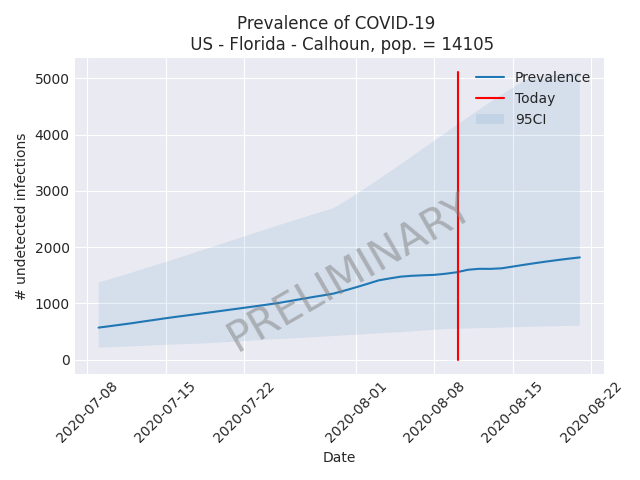 Prevalence of COVID-19
US - Florida - Calhoun, pop. = 14105
Prevalence
Today
95CI
# undetected infections
5000
4000
3000
2000
1000
0
PRELIMINARY
2020-07-08
2020-07-15
2020-07-22
2020-08-01
2020-08-08
2020-08-15
2020-08-22
Date